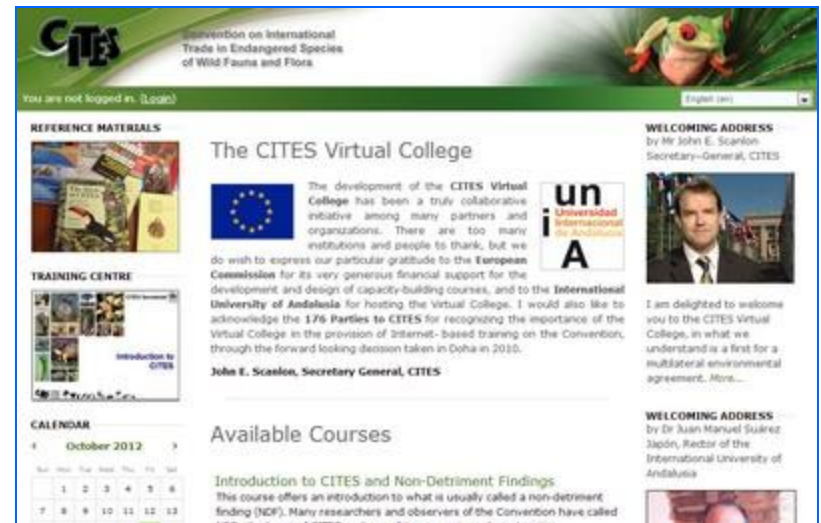 CITES
Convention on International
Trade in Endangered Species
of Wild Fauna and Flora
You are not logged in. (Login)
English (en)
REFERENCE MATERIALS
TRAINING CENTRE
Introduction to
CITES
CALENDAR
October 2012
Sun Mon Tue Wed Thu Fri Sat
1 2 3 4 5 6
7 8 9 10 11 12 13
The CITES Virtual College
The development of the CITES Virtual
College has been a truly collaborative
initiative among many partners and
organizations. There are too many
institutions and people to thank, but we
do wish to express our particular gratitude to the European
Commission for its very generous financial support for the
development and design of capacity-building courses, and to the International
University of Andalusia for hosting the Virtual College. I would also like to
acknowledge the 176 Parties to CITES for recognizing the importance of the
Virtual College in the provision of Internet- based training on the Convention,
through the forward looking decision taken in Doha in 2010.
John E. Scanlon, Secretary General, CITES
un
i Universidad
Internacional
de Andalucía
A
Available Courses
Introduction to CITES and Non-Detriment Findings
This course offers an introduction to what is usually called a non-detriment
finding (NDF). Many researchers and observers of the Convention have called
WELCOMING ADDRESS
by Mr John E. Scanlon
Secretary-General, CITES
I am delighted to welcome
you to the CITES Virtual
College, in what we
understand is a first for a
multilateral environmental
agreement. More...
WELCOMING ADDRESS
by Dr Juan Manuel Suárez
Japón, Rector of the
International University of
Andalusia